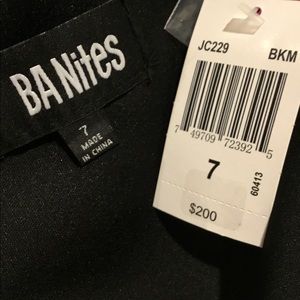 BA Nites
7
MADE
IN CHINA
JC229 BKM
7 49709 72392 5
7
60413
$200